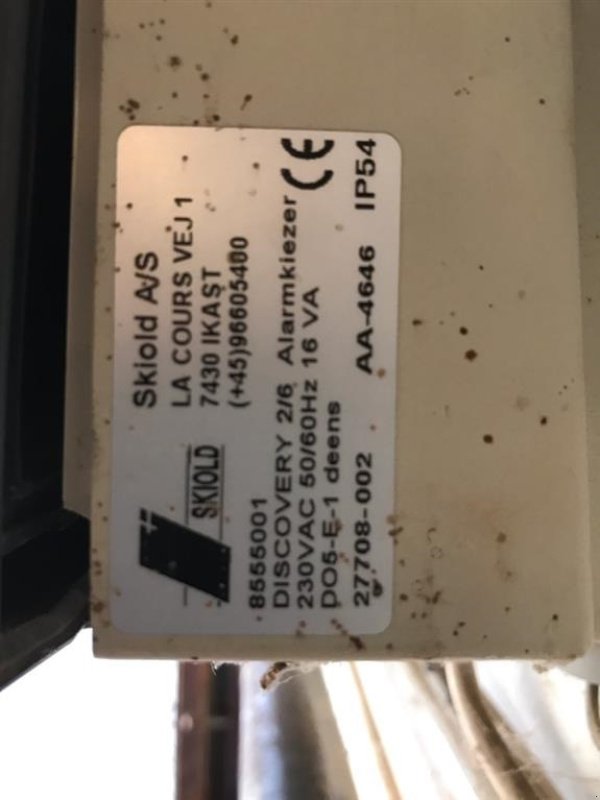 Skiold A/S
LA COURS VEJ 1
7430 IKAST
(+45)96605400
SKIOLD
8555001
DISCOVERY 2/6 Alarmkiezer
230VAC 50/60Hz 16 VA
DO5-E-1 deens
27708-002 AA-4646 IP54
CE